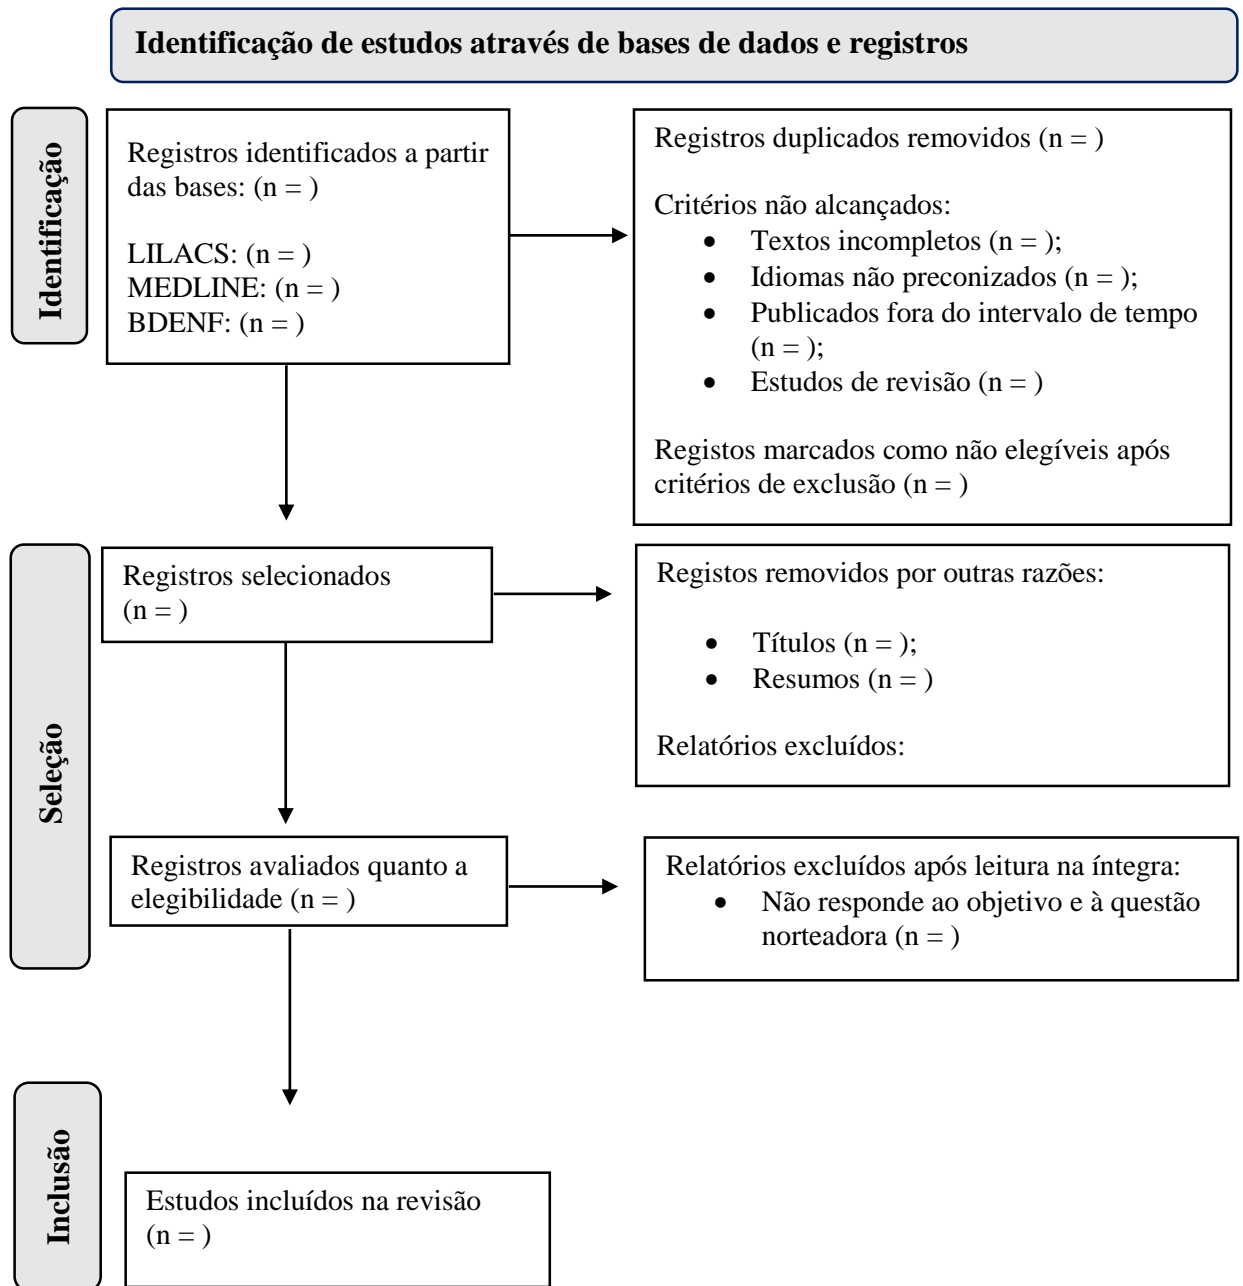 Identificação de estudos através de bases de dados e registros
Identificação
Registros identificados a partir
das bases: (n = )
LILACS: (n = )
MEDLINE: (n = )
BDENF: (n = )
Registros duplicados removidos (n = )
Critérios não alcançados:
• Textos incompletos (n = );
• Idiomas não preconizados (n = );
• Publicados fora do intervalo de tempo
(n = );
• Estudos de revisão (n = )
Registos marcados como não elegíveis após
critérios de exclusão (n = )
Seleção
Registros selecionados
(n = )
Registos removidos por outras razões:
• Títulos (n = );
• Resumos (n = )
Relatórios excluídos:
Registros avaliados quanto a
elegibilidade (n = )
Relatórios excluídos após leitura na íntegra:
• Não responde ao objetivo e à questão
norteadora (n = )
Inclusão
Estudos incluídos na revisão
(n = )